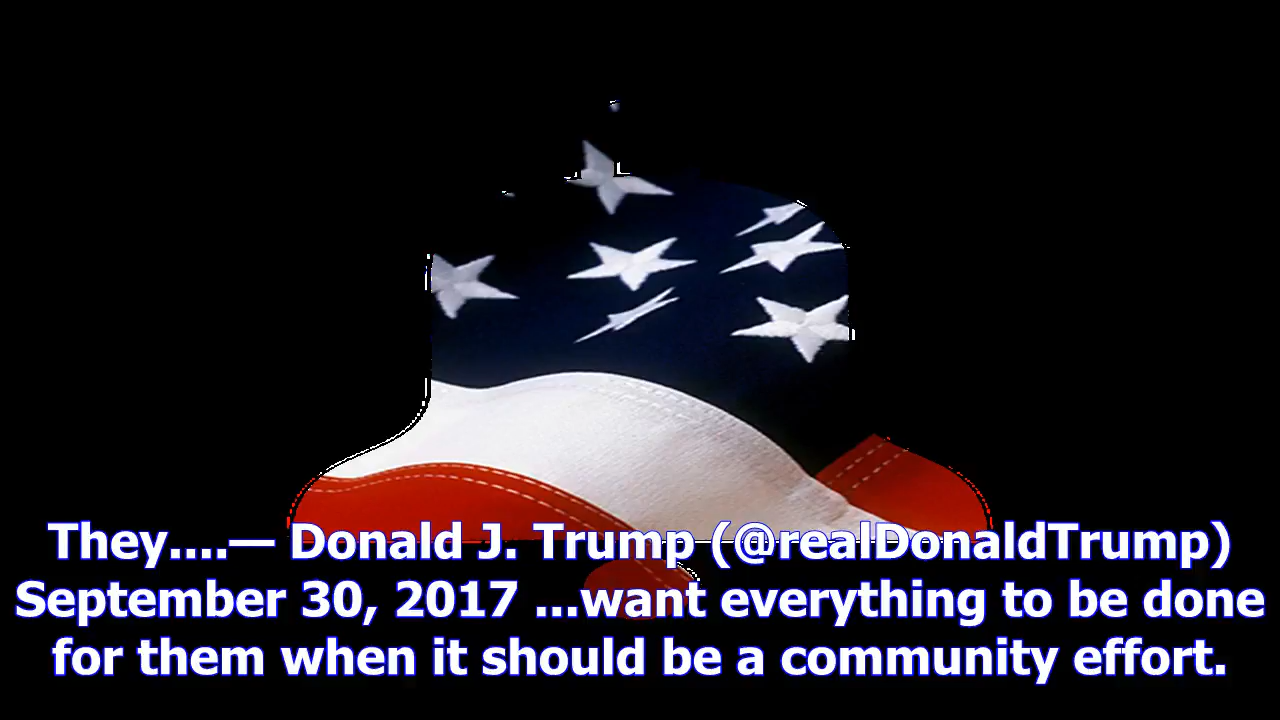 They....— Donald J. Trump (@realDonaldTrump)
September 30, 2017 ...want everything to be done
for them when it should be a community effort.